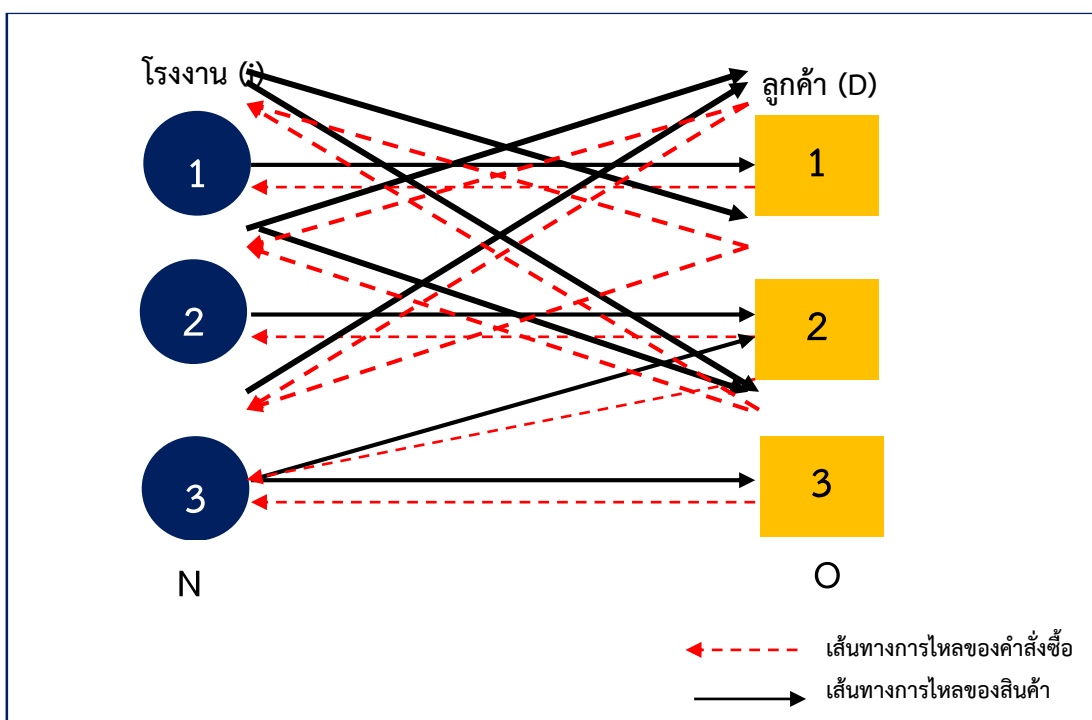 โรงงาน (i)
ลูกค้า (D)
1
1
2
2
3
3
N
O
เส้นทางการไหลของคำสั่งซื้อ
เส้นทางการไหลของสินค้า